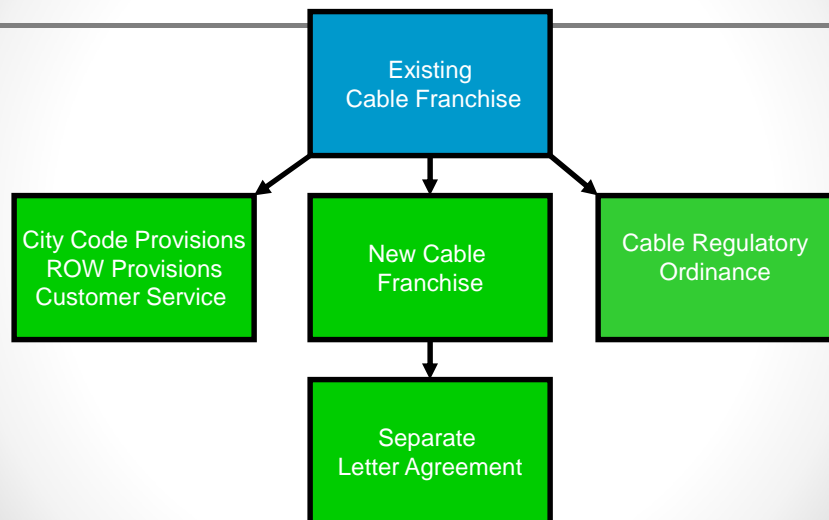 Existing
Cable Franchise
City Code Provisions
ROW Provisions
Customer Service
New Cable
Franchise
Cable Regulatory
Ordinance
Separate
Letter Agreement